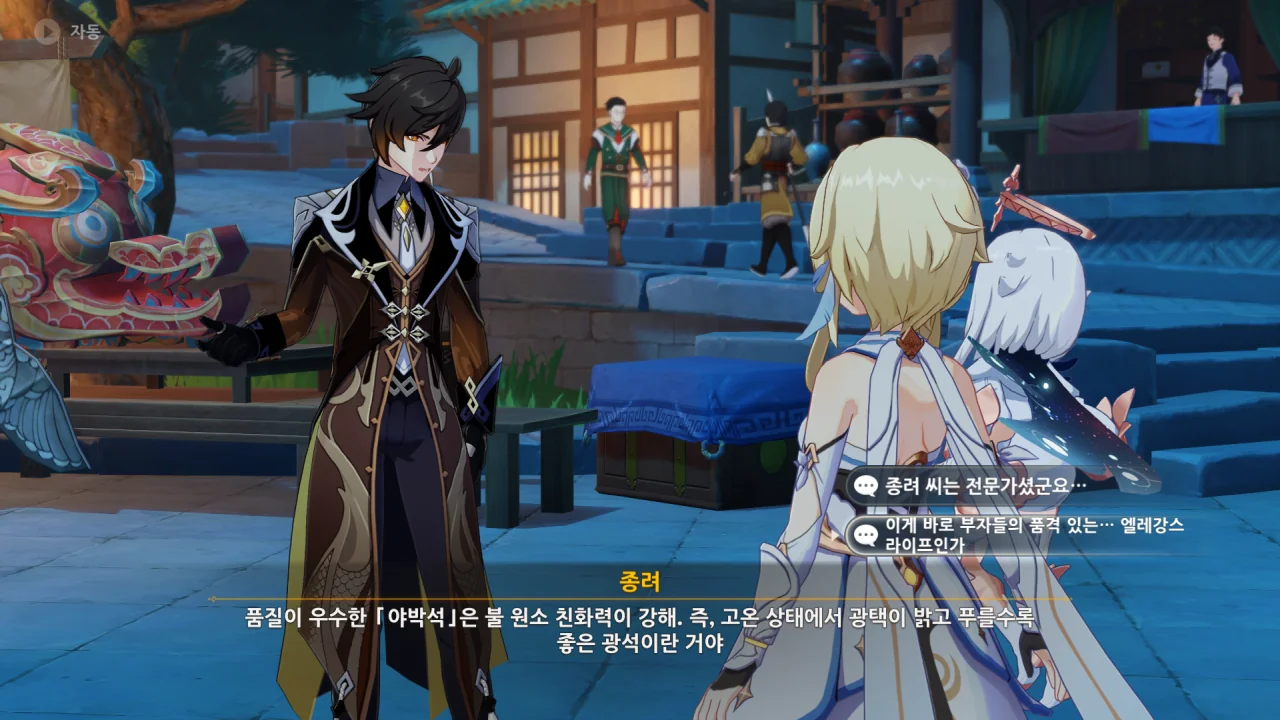 자동
종려 씨는 전문가셨군요…
이게 바로 부자들의 품격 있는… 엘레강스
라이프인가
종려
품질이 우수한 「야박석」은 불 원소 친화력이 강해. 즉, 고온 상태에서 광택이 밝고 푸를수록
좋은 광석이란 거야